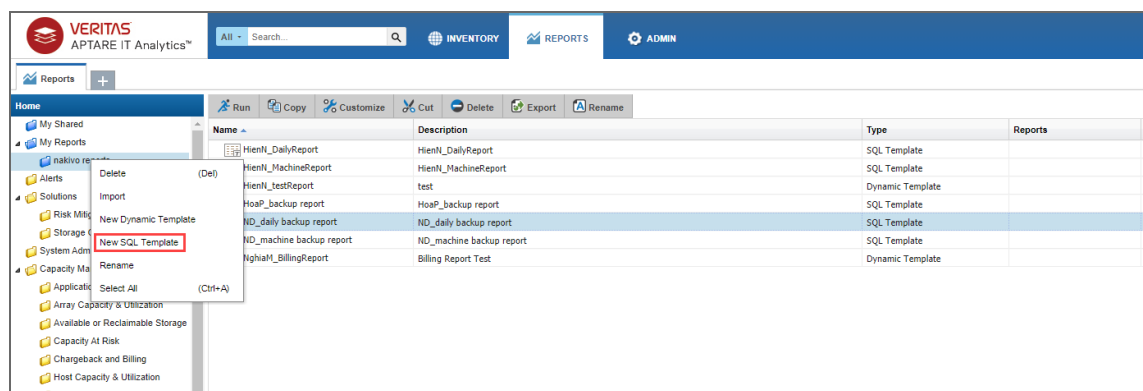 VERITAS
APTARE IT Analytics™
All Search... INVENTORY REPORTS ADMIN
Reports +
Home
Run Copy Customize Cut Delete Export Rename
My Shared
My Reports
nakivo
Alerts
Solutions
Risk
Storage
System
Capacity
Array Capacity & Utilization
Available or Reclaimable Storage
Capacity At Risk
Chargeback and Billing
Host Capacity & Utilization
Delete (Del)
Import
New Dynamic Template
New SQL Template
Rename
Select All (Ctrl+A)
Name Description Type Reports
HienN_DailyReport HienN_DailyReport SQL Template
HienN_MachineReport HienN_MachineReport SQL Template
HienN_testReport test Dynamic Template
HoaP_backup report HoaP_backup report SQL Template
ND_daily backup report ND_daily backup report SQL Template
ND_machine backup report ND_machine backup report SQL Template
NghiaM_BillingReport Billing Report Test Dynamic Template